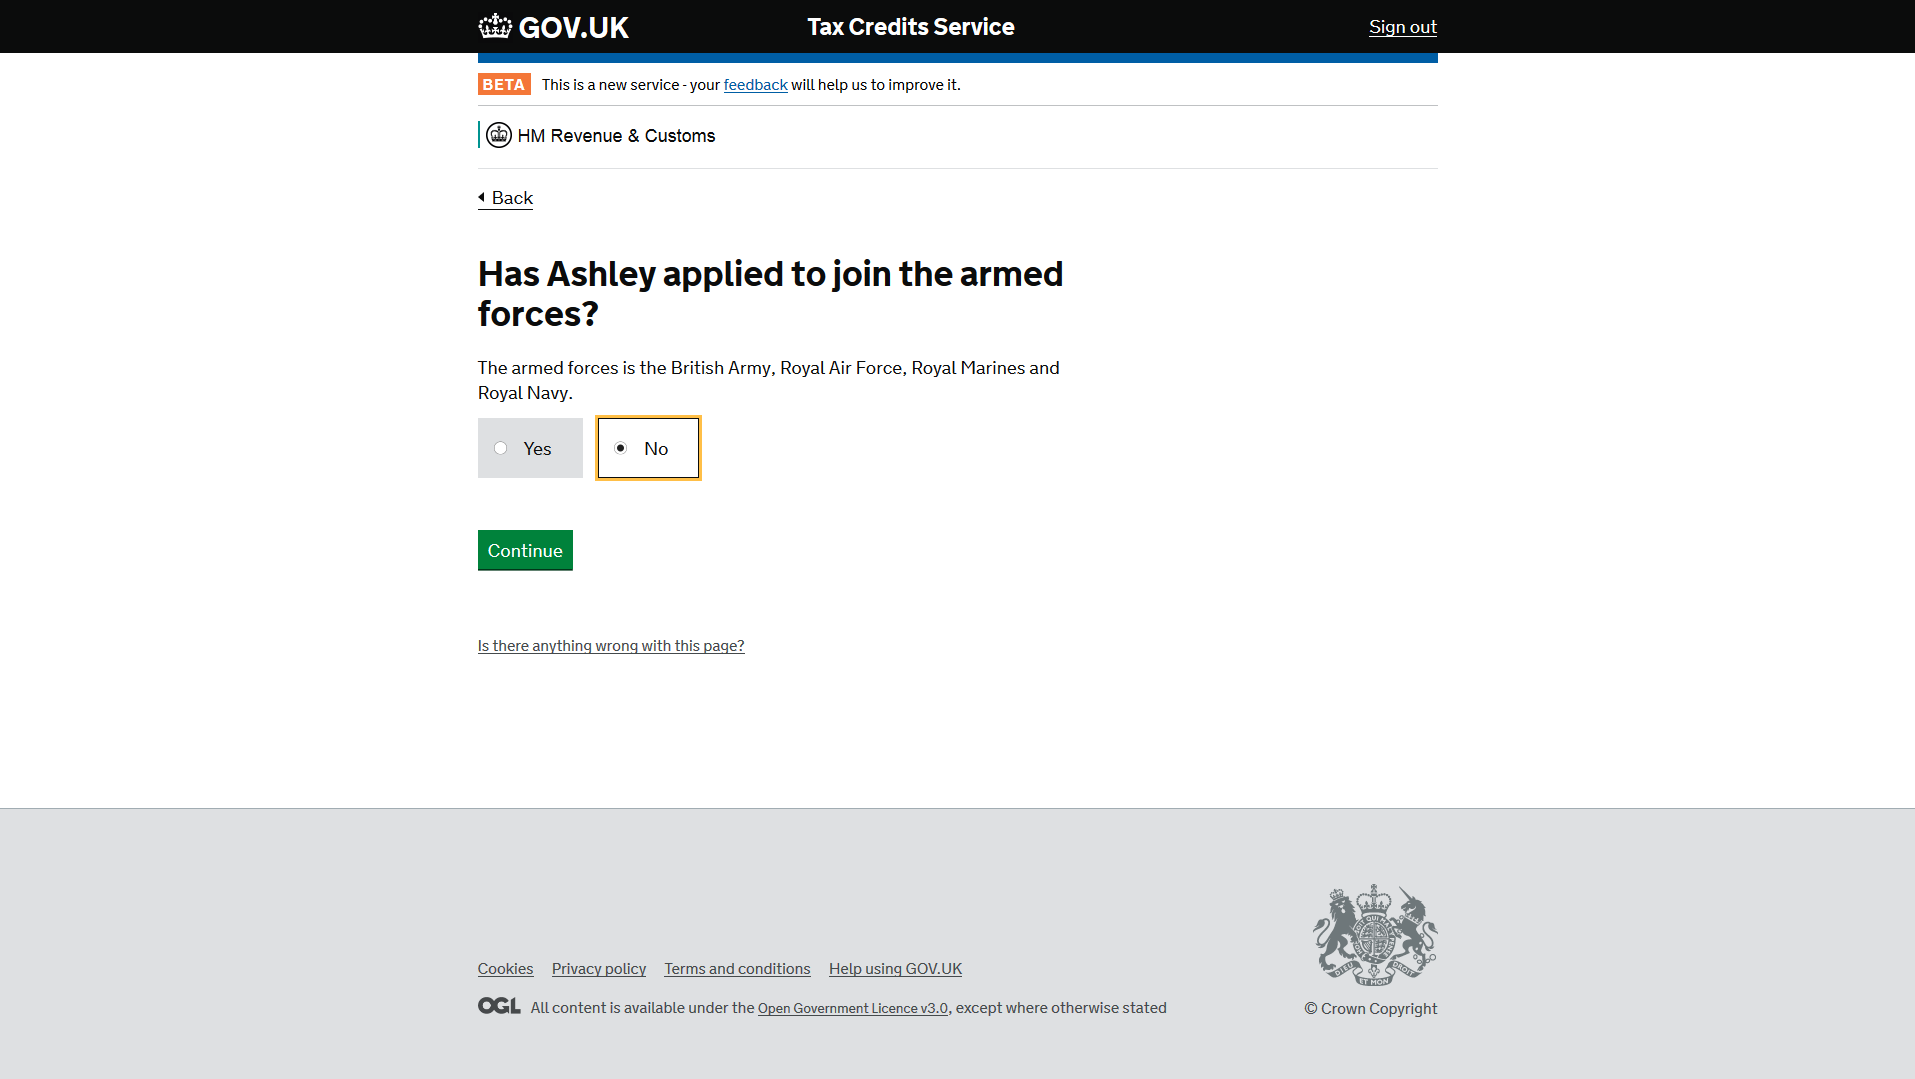 GOV.UK Tax Credits Service Sign out
BETA This is a new service - your feedback will help us to improve it.
HM Revenue & Customs
Back
Has Ashley applied to join the armed
forces?
The armed forces is the British Army, Royal Air Force, Royal Marines and
Royal Navy.
Yes No
Continue
Is there anything wrong with this page?
Cookies Privacy policy Terms and conditions Help using GOV.UK
OGL All content is available under the Open Government Licence v3.0, except where otherwise stated
© Crown Copyright
DIEU ET MON DROIT